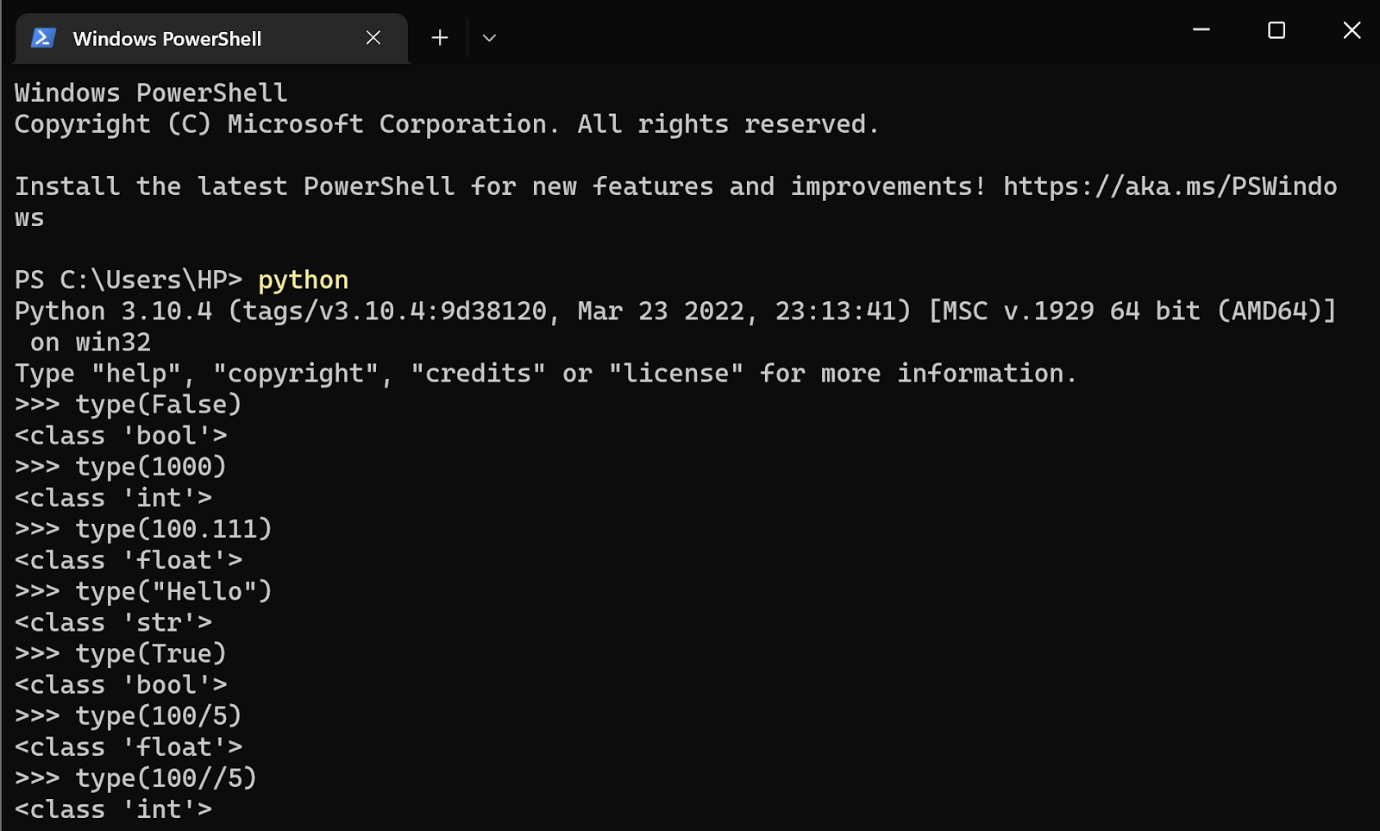 Windows PowerShell
Windows PowerShell
Copyright (C) Microsoft Corporation. All rights reserved.
Install the latest PowerShell for new features and improvements! https://aka.ms/PSWindo
ws
PS C:\Users\HP> python
Python 3.10.4 (tags/v3.10.4:9d38120, Mar 23 2022, 23:13:41) [MSC v.1929 64 bit (AMD64)]
 on win32
Type "help", "copyright", "credits" or "license" for more information.
>>> type(False)
<class 'bool'>
>>> type(1000)
<class 'int'>
>>> type(100.111)
<class 'float'>
>>> type("Hello")
<class 'str'>
>>> type(True)
<class 'bool'>
>>> type(100/5)
<class 'float'>
>>> type(100//5)
<class 'int'>